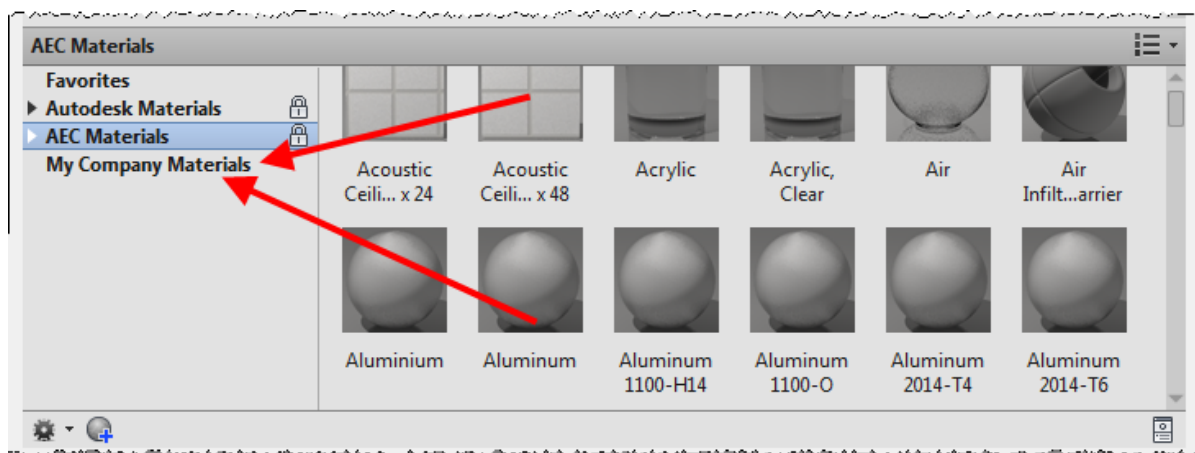 AEC Materials
Favorites
Autodesk Materials
AEC Materials
My Company Materials
Acoustic
Ceili... x 24
Acoustic
Ceili... x 48
Acrylic
Acrylic,
Clear
Air
Air
Infilt...arrier
Aluminium
Aluminum
Aluminum
1100-H14
Aluminum
1100-O
Aluminum
2014-T4
Aluminum
2014-T6